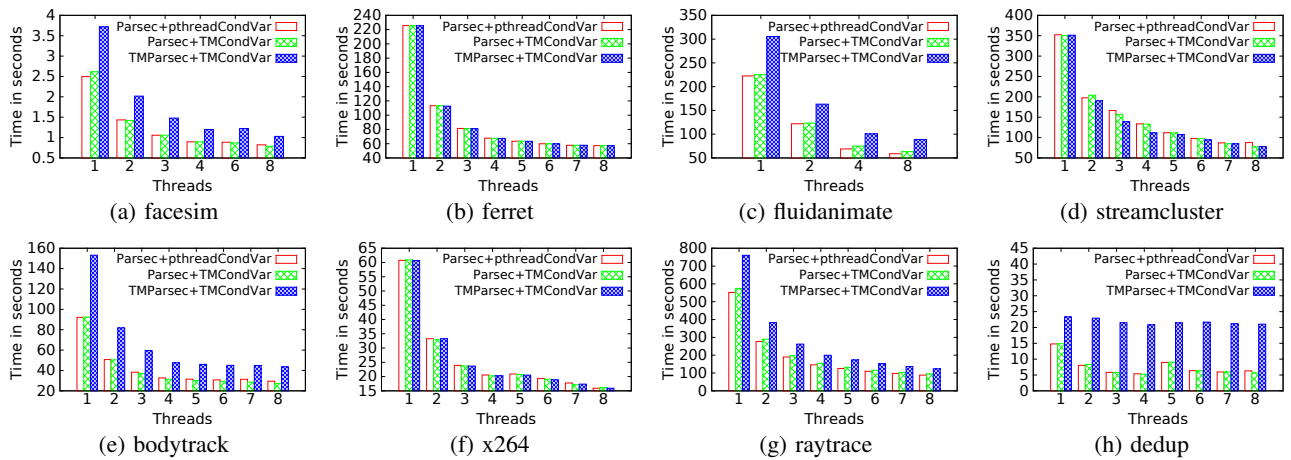 Time in seconds
4
3.5
3
2.5
2
1.5
1
0.5
Parsec+pthreadCondVar
Parsec+TMCondVar
TMParsec+TMCondVar
1 2 3 4 6 8
Threads
(a) facesim
Time in seconds
240
220
200
180
160
140
120
100
80
60
40
Parsec+pthreadCondVar
Parsec+TMCondVar
TMParsec+TMCondVar
1 2 3 4 5 6 7 8
Threads
(b) ferret
Time in seconds
350
300
250
200
150
100
50
Parsec+pthreadCondVar
Parsec+TMCondVar
TMParsec+TMCondVar
1 2 4 8
Threads
(c) fluidanimate
Time in seconds
400
350
300
250
200
150
100
50
Parsec+pthreadCondVar
Parsec+TMCondVar
TMParsec+TMCondVar
1 2 3 4 5 6 7 8
Threads
(d) streamcluster
Time in seconds
160
140
120
100
80
60
40
20
Parsec+pthreadCondVar
Parsec+TMCondVar
TMParsec+TMCondVar
1 2 3 4 5 6 7 8
Threads
(e) bodytrack
Time in seconds
65
60
55
50
45
40
35
30
25
20
15
Parsec+pthreadCondVar
Parsec+TMCondVar
TMParsec+TMCondVar
1 2 3 4 5 6 7 8
Threads
(f) x264
Time in seconds
800
700
600
500
400
300
200
100
0
Parsec+pthreadCondVar
Parsec+TMCondVar
TMParsec+TMCondVar
1 2 3 4 5 6 7 8
Threads
(g) raytrace
Time in seconds
45
40
35
30
25
20
15
10
5
0
Parsec+pthreadCondVar
Parsec+TMCondVar
TMParsec+TMCondVar
1 2 3 4 5 6 7 8
Threads
(h) dedup